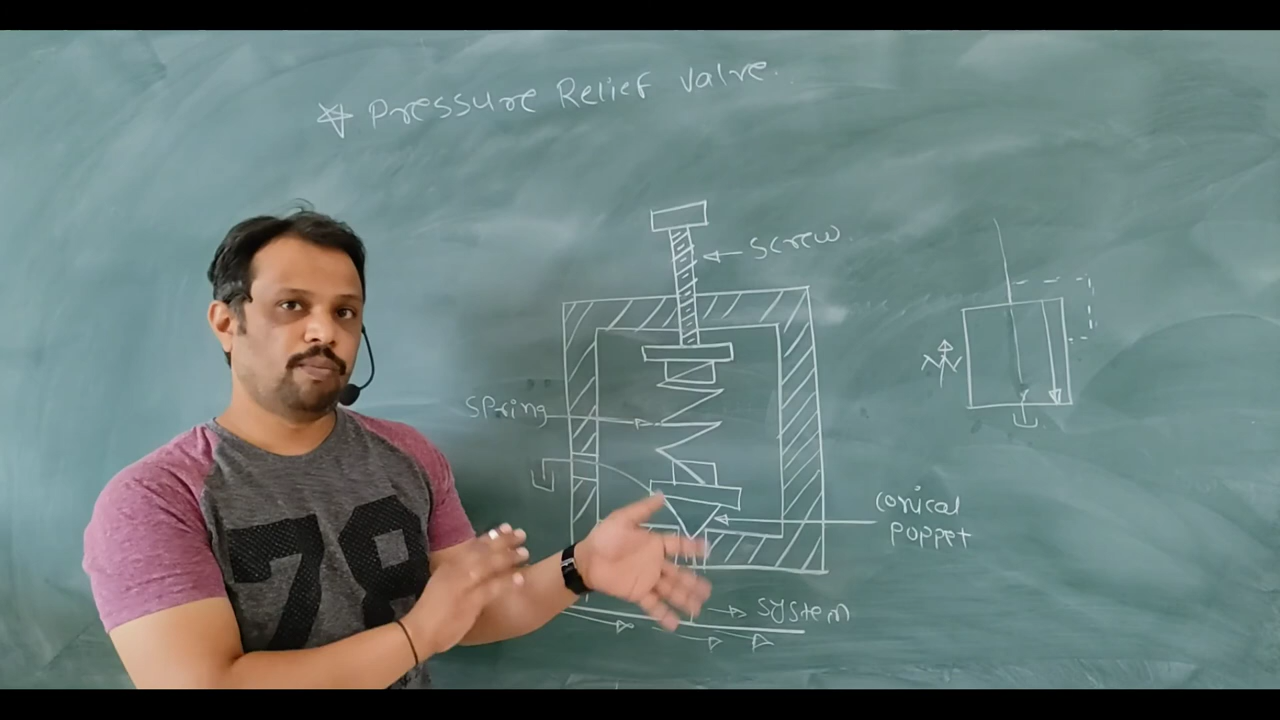 Pressure Relief valve..
screw
spring
conical
poppet
system
78